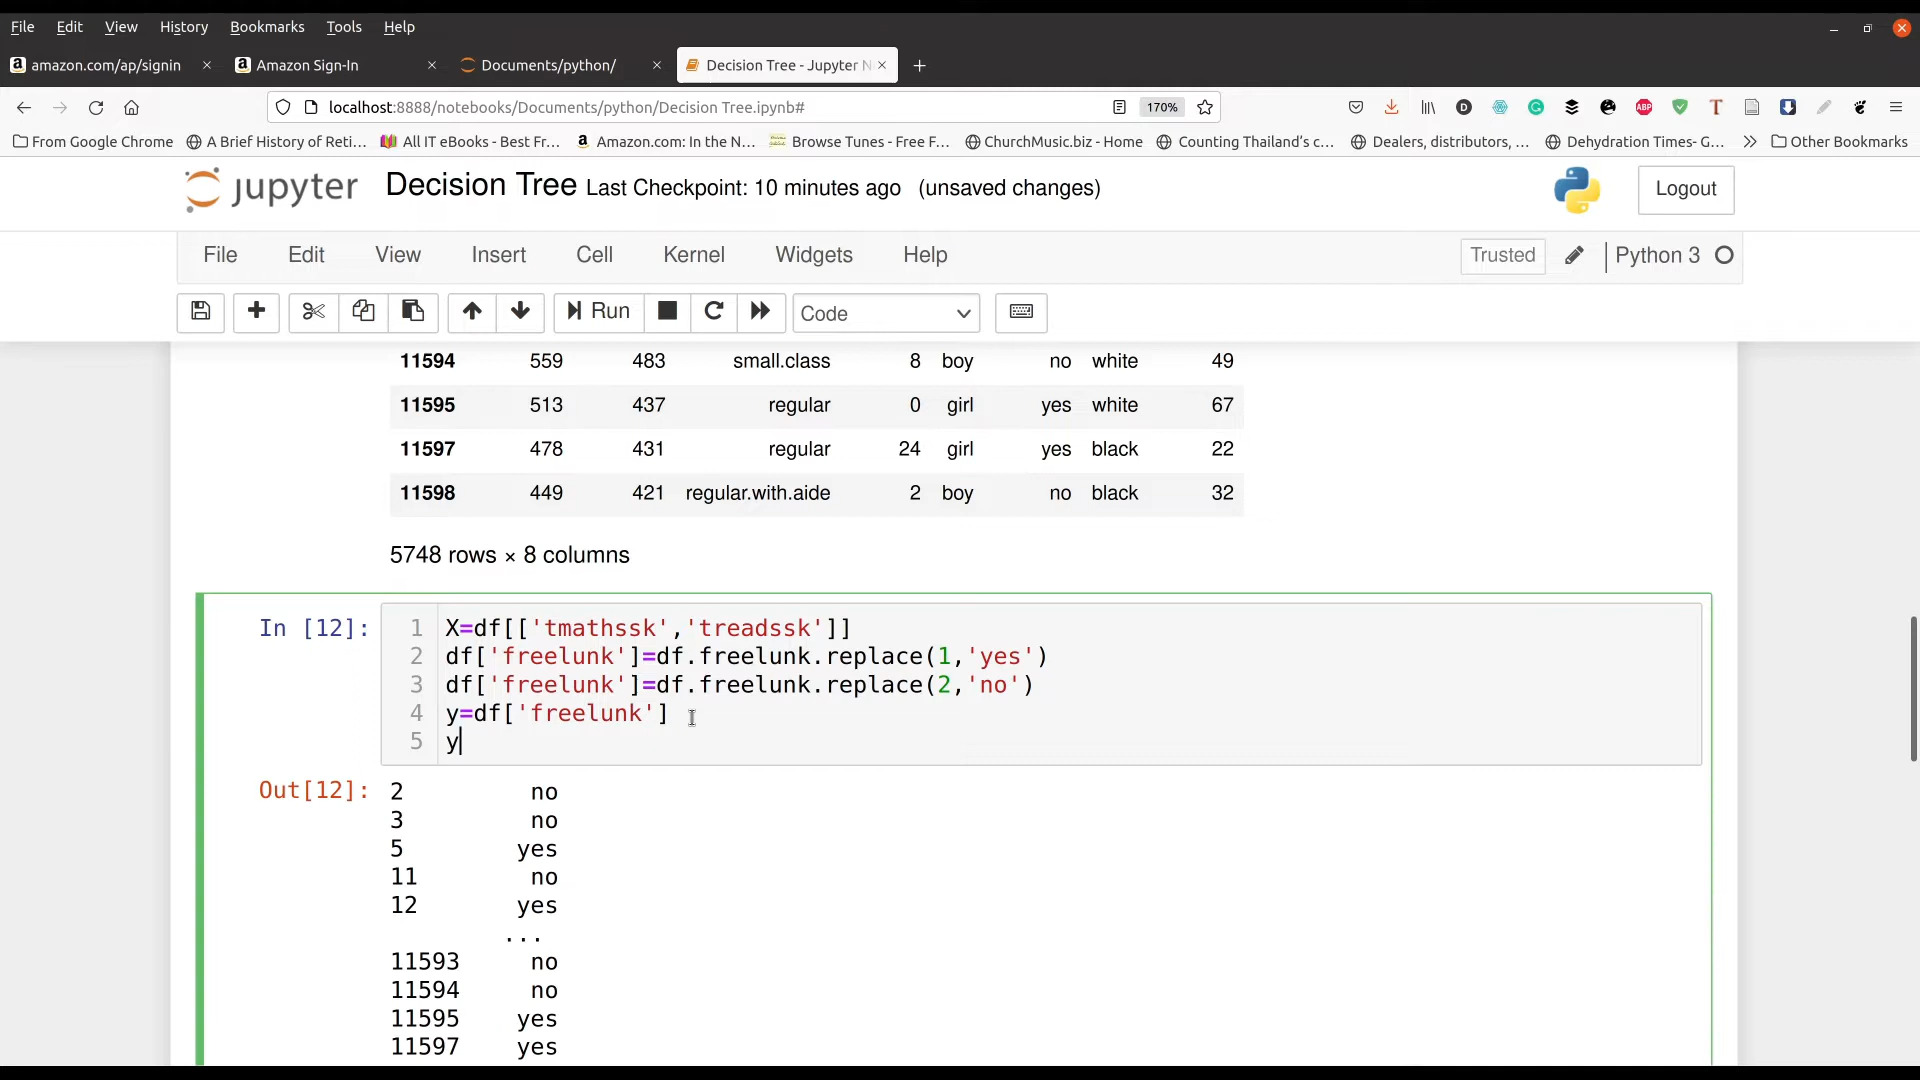 File Edit View History Bookmarks Tools Help
amazon.com/ap/signin Amazon Sign-In Documents/python/ Decision Tree - Jupyter N
localhost:8888/notebooks/Documents/python/Decision Tree.ipynb# 170%
From Google Chrome A Brief History of Reti... All IT eBooks - Best Fr... Amazon.com: In the N... Browse Tunes - Free F... ChurchMusic.biz - Home Counting Thailand's c... Dealers, distributors, ... Dehydration Times- G... Other Bookmarks
jupyter Decision Tree Last Checkpoint: 10 minutes ago (unsaved changes) Logout
File Edit View Insert Cell Kernel Widgets Help Trusted Python 3
Run Code
11594 559 483 small.class 8 boy no white 49
11595 513 437 regular 0 girl yes white 67
11597 478 431 regular 24 girl yes black 22
11598 449 421 regular.with.aide 2 boy no black 32
5748 rows × 8 columns
In [12]: 1 X=df[['tmathssk','treadssk']]
2 df['freelunk']=df.freelunk.replace(1,'yes')
3 df['freelunk']=df.freelunk.replace(2,'no')
4 y=df['freelunk']
5 y
Out[12]: 2 no
3 no
5 yes
11 no
12 yes
...
11593 no
11594 no
11595 yes
11597 yes